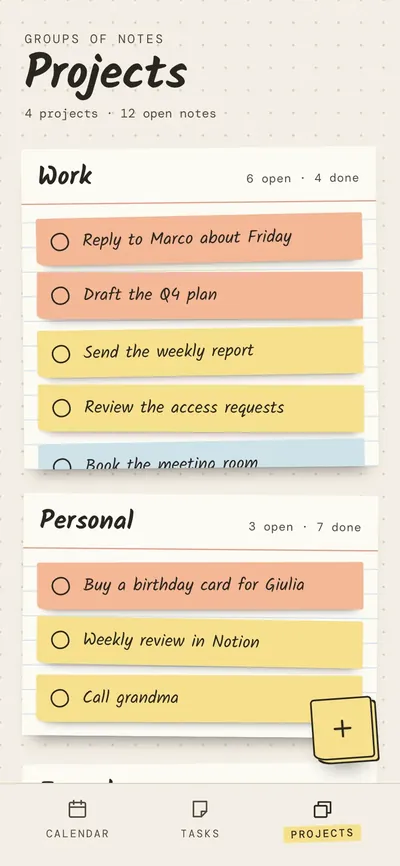 GROUPS OF NOTES
Projects
4 projects · 12 open notes
Work
6 open · 4 done
Reply to Marco about Friday
Draft the Q4 plan
Send the weekly report
Review the access requests
Book the meeting room
Personal
3 open · 7 done
Buy a birthday card for Giulia
Weekly review in Notion
Call grandma
+
CALENDAR
TASKS
PROJECTS